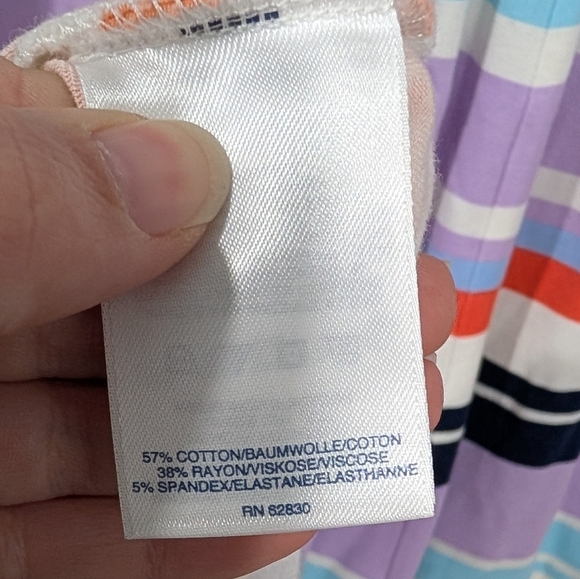 57% COTTON/BAUMWOLLE/COTON
38% RAYON/VISKOSE/VISCOSE
5% SPANDEX/ELASTANE/ELASTHANNE
RN 62830